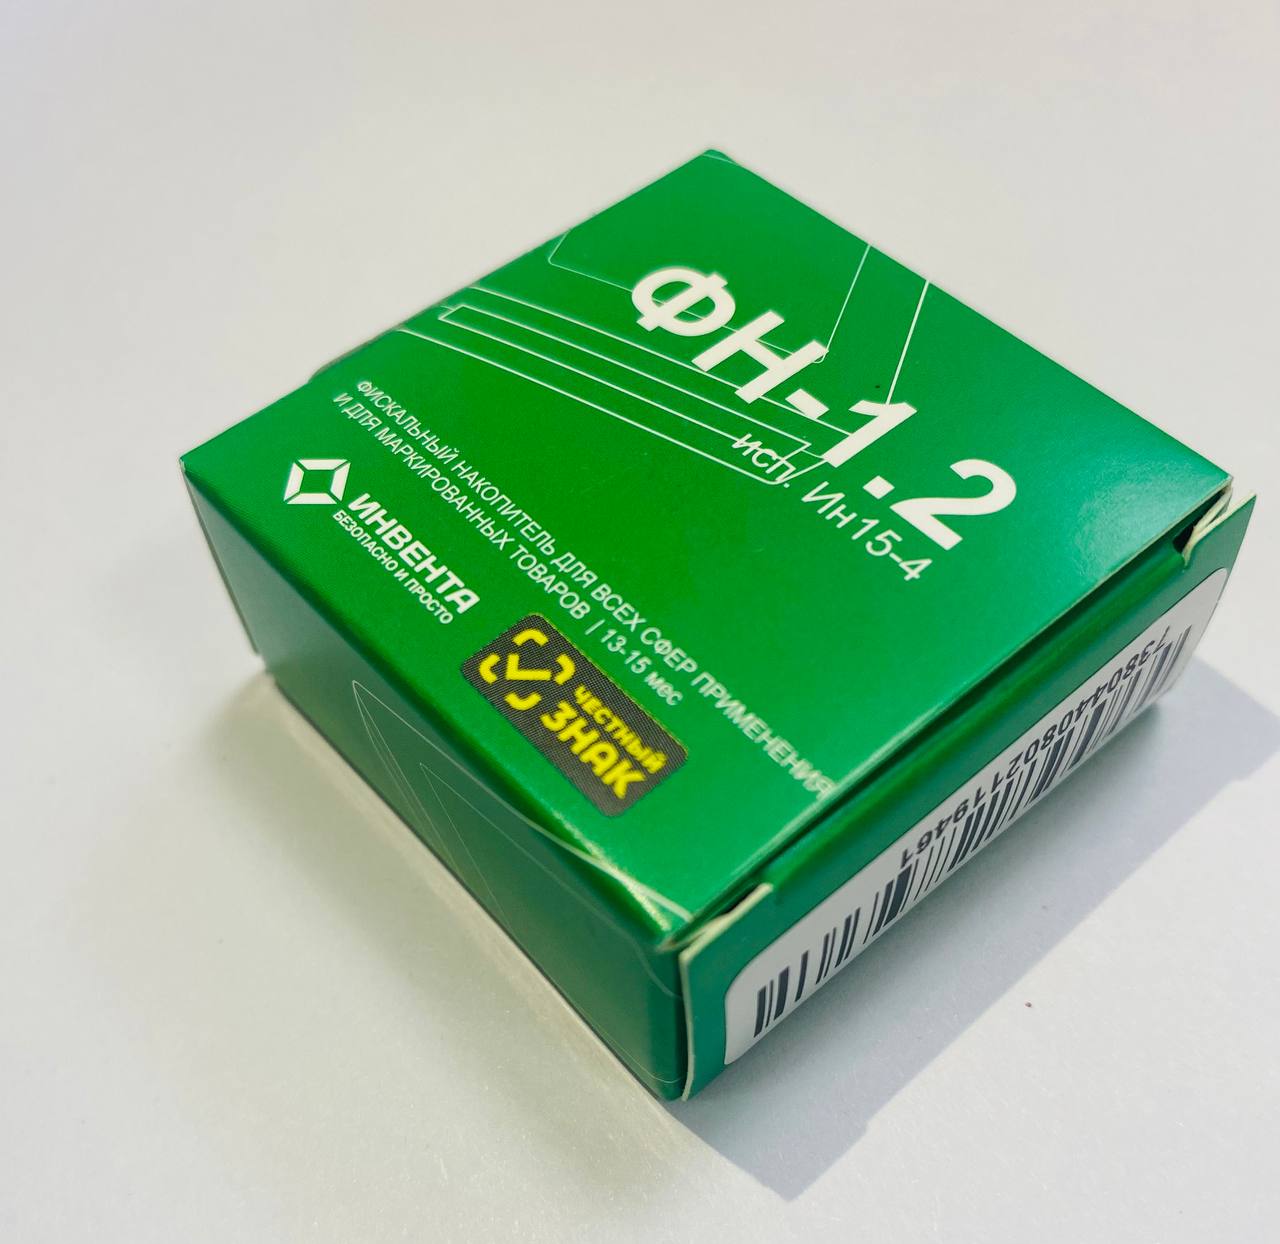 ФН-1.2
исп. Ин15-4
ФИСКАЛЬНЫЙ НАКОПИТЕЛЬ ДЛЯ ВСЕХ СФЕР ПРИМЕНЕНИЯ
И ДЛЯ МАРКИРОВАННЫХ ТОВАРОВ | 13-15 мес
ИНВЕНТА
БЕЗОПАСНО И ПРОСТО
ЧЕСТНЫЙ
ЗНАК
7380440802119461